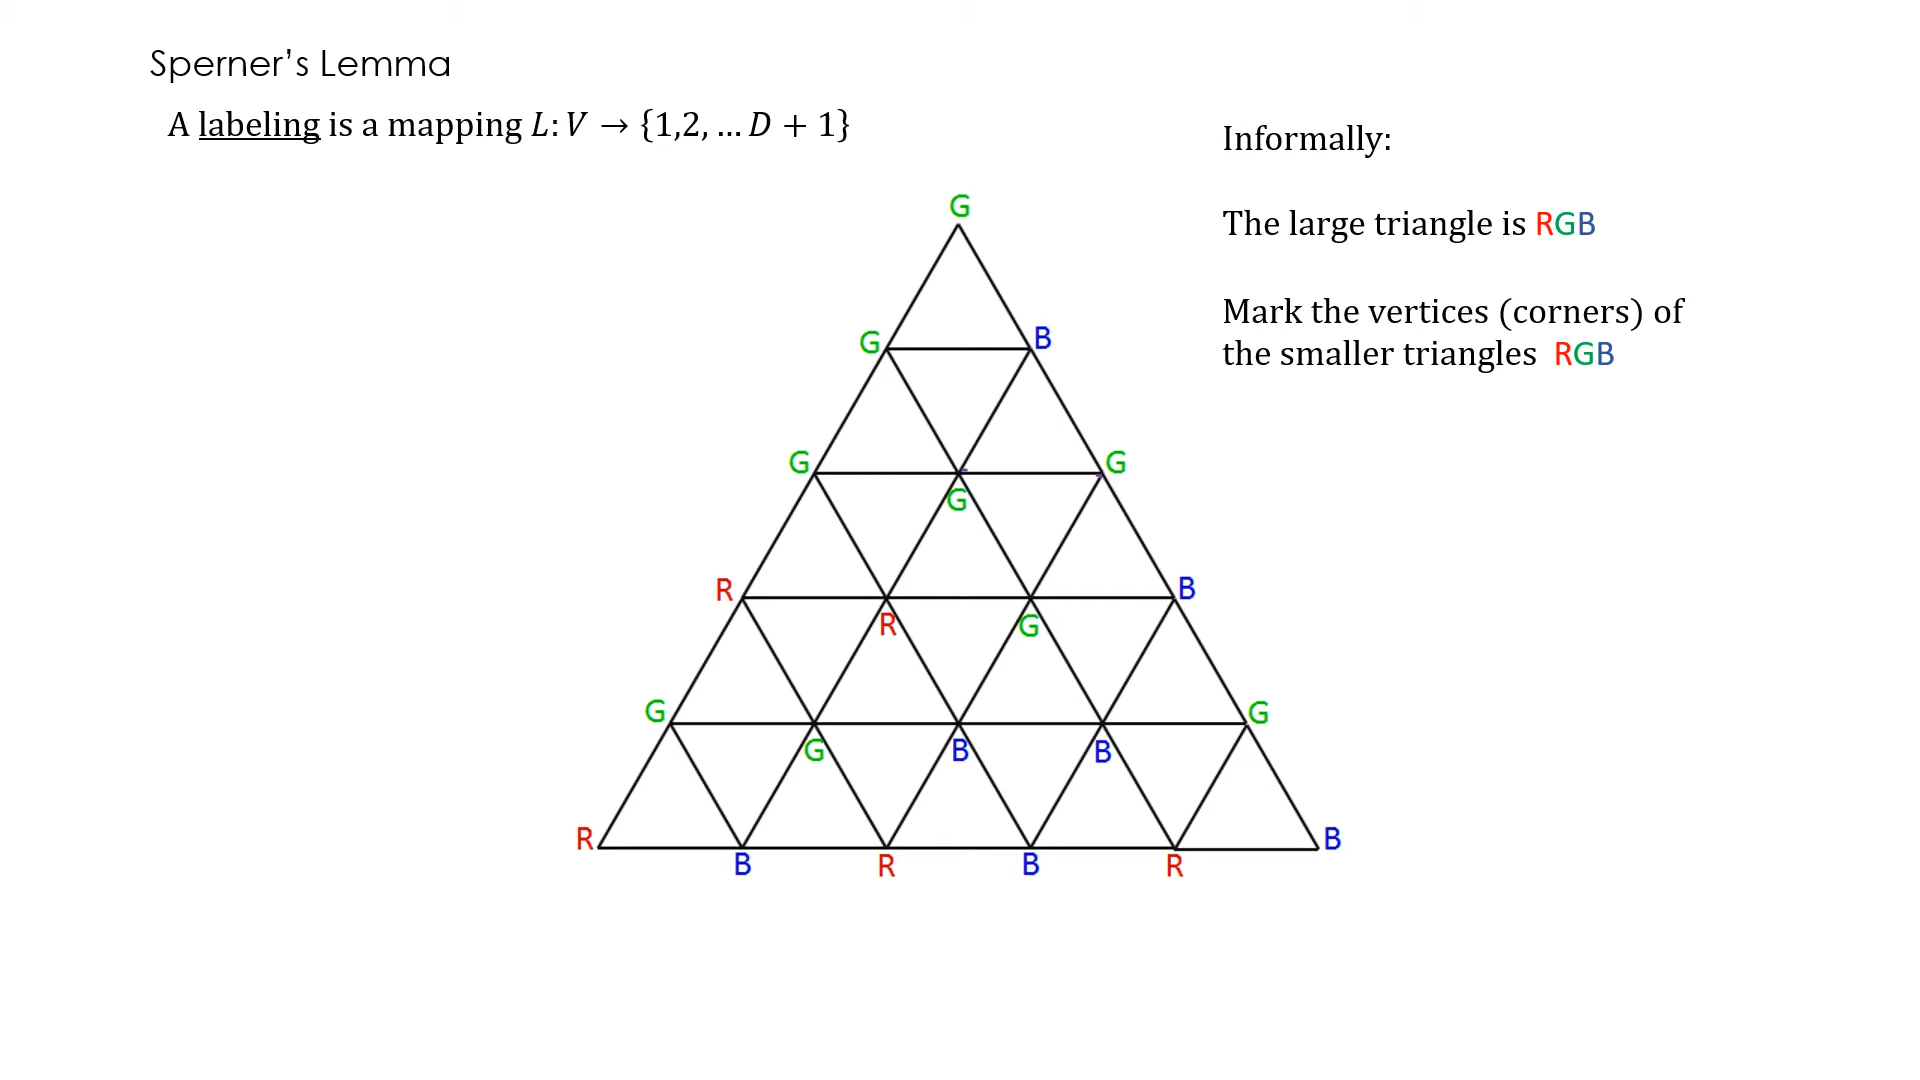 Sperner’s Lemma
A labeling is a mapping L: V → {1,2, … D + 1}
Informally:
The large triangle is RGB
Mark the vertices (corners) of
the smaller triangles RGB
G
G B
G G G
R R G B
G G B B G
R B R B R B